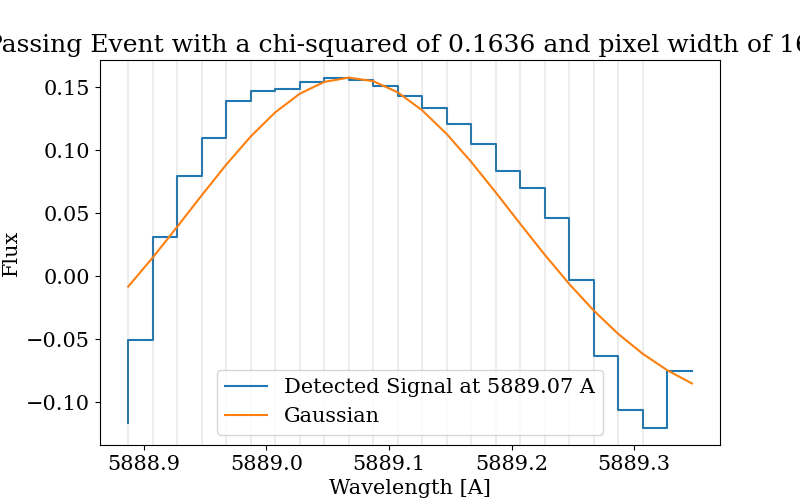 Passing Event with a chi-squared of 0.1636 and pixel width of 16
Flux
0.15
0.10
0.05
0.00
−0.05
−0.10
Detected Signal at 5889.07 A
Gaussian
5888.9 5889.0 5889.1 5889.2 5889.3
Wavelength [A]